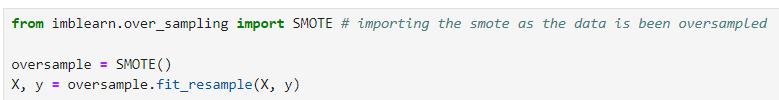 from imblearn.over_sampling import SMOTE # importing the smote as the data is been oversampled
oversample = SMOTE()
X, y = oversample.fit_resample(X, y)